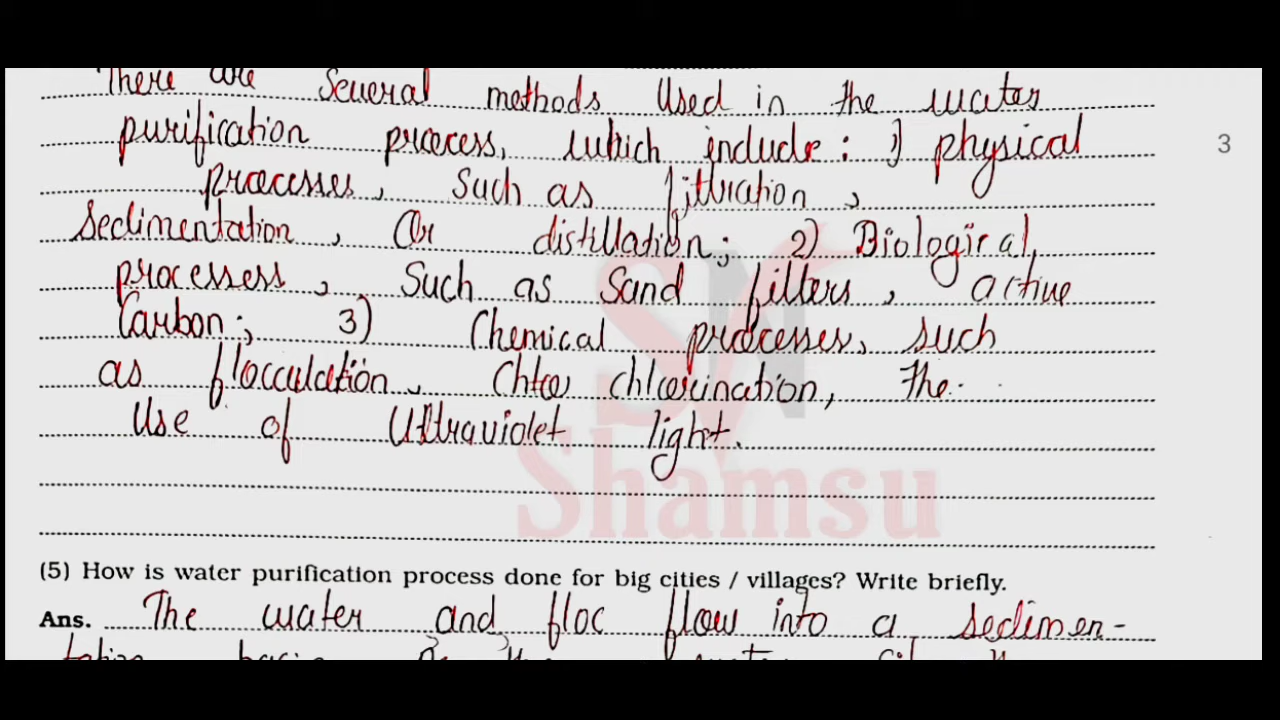 There are Several methods Used in the water
purification process, which include: 1) physical
3
processes, Such as filtration,
Sedimentation, Or distillation; 2) Biological,
processess, Such as Sand filters, active
Carbon; 3) Chemical processes, such
as flocculation, chlorination, the
Use of Ultraviolet light.
Shamsu
(5) How is water purification process done for big cities / villages? Write briefly.
Ans. The water and floc flow into a sedimen-